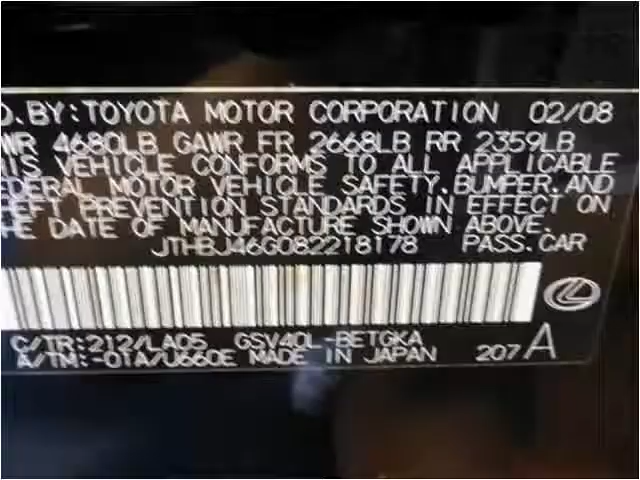 D.BY:TOYOTA MOTOR CORPORATION 02/08
WR 4680LB GAWR FR 2668LB RR 2359LB
IS VEHICLE CONFORMS TO ALL APPLICABLE
EDERAL MOTOR VEHICLE SAFETY,BUMPER,AND
EFT PREVENTION STANDARDS IN EFFECT ON
HE DATE OF MANUFACTURE SHOWN ABOVE.
JTHBJ46G082218178 PASS.CAR
C/TR:212/LA05 GSV40L-BETGKA
A/TM:-01A/U660E MADE IN JAPAN 207A